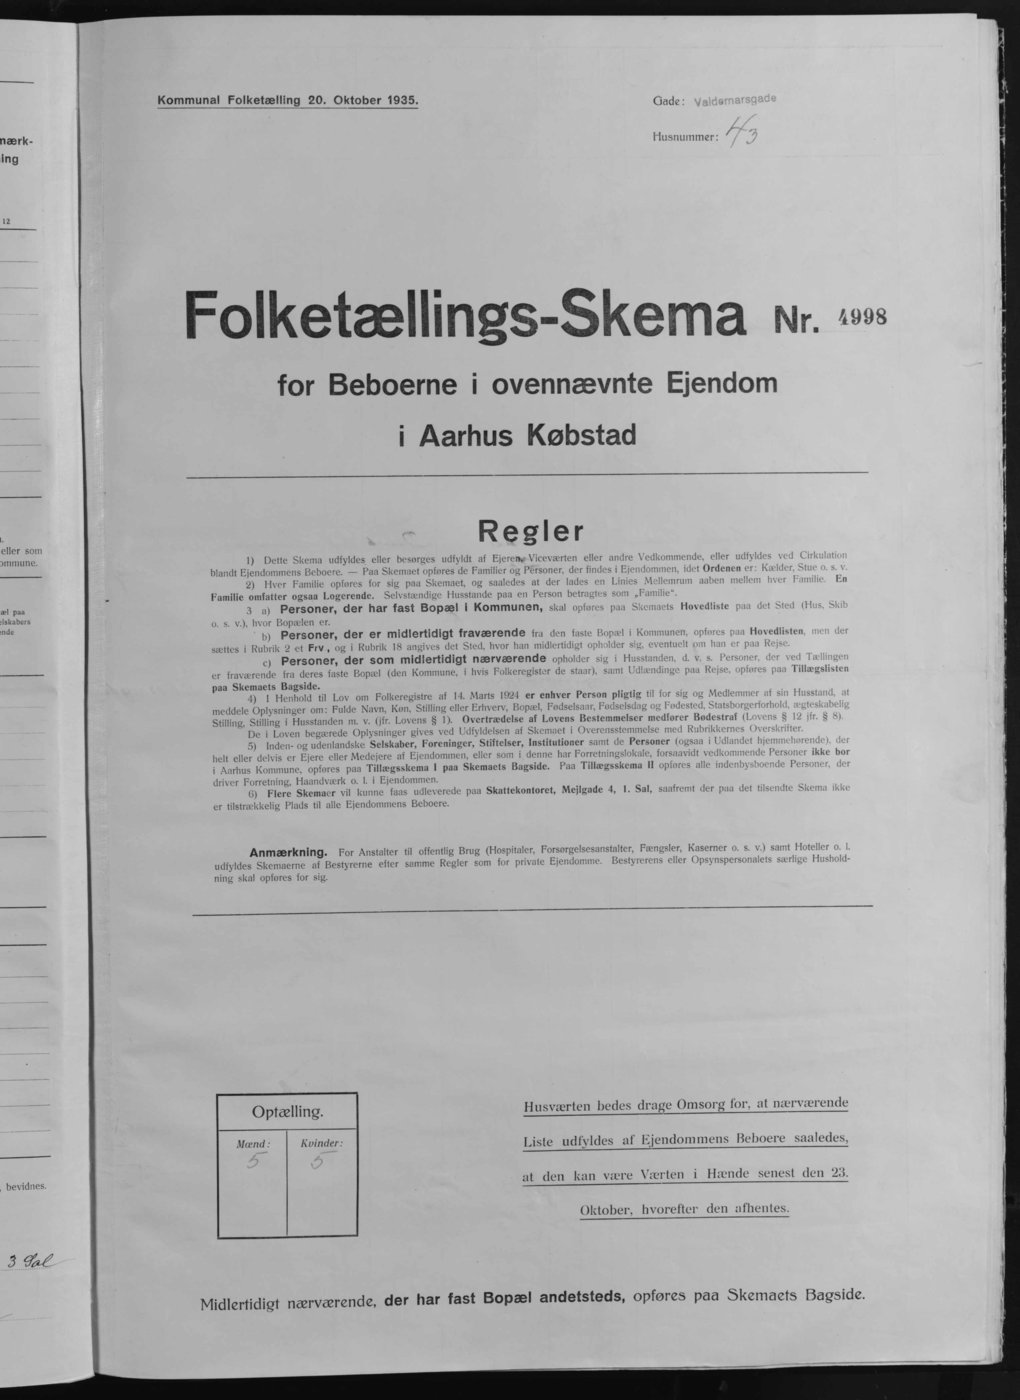 mærk-
ing
12
eller som
ommune.
æl paa
elskabers
ende
, bevidnes.
3 Sal
Kommunal Folketælling 20. Oktober 1935.
Gade: Valdemarsgade
Husnummer: 43
Folketællings-Skema Nr. 4998
for Beboerne i ovennævnte Ejendom
i Aarhus Købstad
Regler
1) Dette Skema udfyldes eller besørges udfyldt af Ejeren, Viceværten eller andre Vedkommende, eller udfyldes ved Cirkulation
blandt Ejendommens Beboere. — Paa Skemaet opføres de Familier og Personer, der findes i Ejendommen, idet Ordenen er: Kælder, Stue o. s. v.
2) Hver Familie opføres for sig paa Skemaet, og saaledes at der lades en Linies Mellemrum aaben mellem hver Familie. En
Familie omfatter ogsaa Logerende. Selvstændige Husstande paa en Person betragtes som „Familie“.
3 a) Personer, der har fast Bopæl i Kommunen, skal opføres paa Skemaets Hovedliste paa det Sted (Hus, Skib
o. s. v.), hvor Bopælen er.
b) Personer, der er midlertidigt fraværende fra den faste Bopæl i Kommunen, opføres paa Hovedlisten, men der
sættes i Rubrik 2 et Frv., og i Rubrik 18 angives det Sted, hvor han midlertidigt opholder sig, eventuelt om han er paa Rejse.
c) Personer, der som midlertidigt nærværende opholder sig i Husstanden, d. v. s. Personer, der ved Tællingen
er fraværende fra deres faste Bopæl (den Kommune, i hvis Folkeregister de staar), samt Udlændinge paa Rejse, opføres paa Tillægslisten
paa Skemaets Bagside.
4) I Henhold til Lov om Folkeregistre af 14. Marts 1924 er enhver Person pligtig til for sig og Medlemmer af sin Husstand, at
meddele Oplysninger om: Fulde Navn, Køn, Stilling eller Erhverv, Bopæl, Fødselsaar, Fødselsdag og Fødested, Statsborgerforhold, ægteskabelig
Stilling, Stilling i Husstanden m. v. (jfr. Lovens § 1). Overtrædelse af Lovens Bestemmelser medfører Bødestraf (Lovens § 12 jfr. § 8).
De i Loven begærede Oplysninger gives ved Udfyldelsen af Skemaet i Overensstemmelse med Rubrikkernes Overskrifter.
5) Inden- og udenlandske Selskaber, Foreninger, Stiftelser, Institutioner samt de Personer (ogsaa i Udlandet hjemmehørende), der
helt eller delvis er Ejere eller Medejere af Ejendommen, eller som i denne har Forretningslokale, forsaavidt vedkommende Personer ikke bor
i Aarhus Kommune, opføres paa Tillægsskema I paa Skemaets Bagside. Paa Tillægsskema II opføres alle indenbysboende Personer, der
driver Forretning, Haandværk o. l. i Ejendommen.
6) Flere Skemaer vil kunne faas udleverede paa Skattekontoret, Mejlgade 4, 1. Sal, saafremt der paa det tilsendte Skema ikke
er tilstrækkelig Plads til alle Ejendommens Beboere.
Anmærkning. For Anstalter til offentlig Brug (Hospitaler, Forsørgelsesanstalter, Fængsler, Kaserner o. s. v.) samt Hoteller o. l.
udfyldes Skemaerne af Bestyrerne efter samme Regler som for private Ejendomme. Bestyrerens eller Opsynspersonalets særlige Hushold-
ning skal opføres for sig.
Optælling.
Mænd: Kvinder:
5 5
Husværten bedes drage Omsorg for, at nærværende
Liste udfyldes af Ejendommens Beboere saaledes,
at den kan være Værten i Hænde senest den 23.
Oktober, hvorefter den afhentes.
Midlertidigt nærværende, der har fast Bopæl andetsteds, opføres paa Skemaets Bagside.